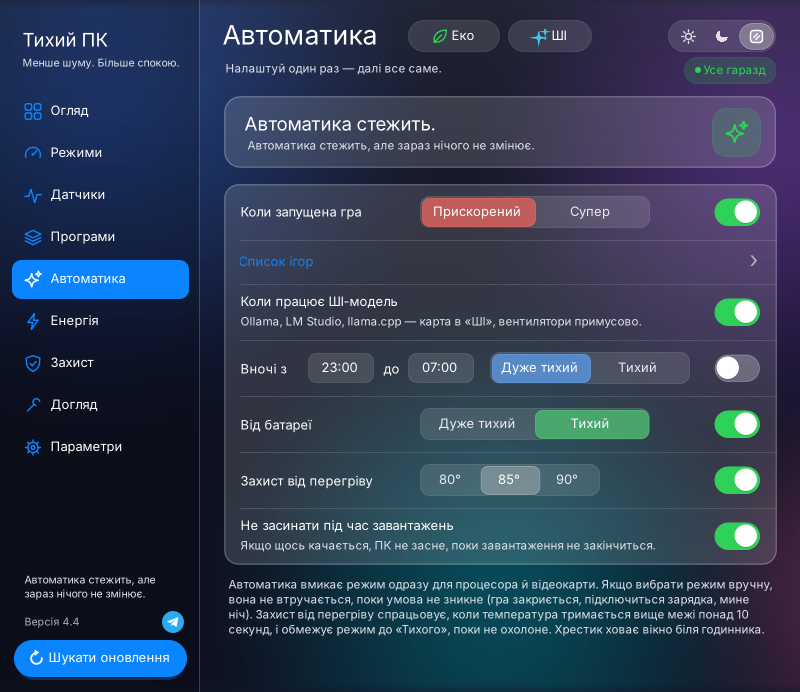 Тихий ПК
Менше шуму. Більше спокою.
Огляд
Режими
Датчики
Програми
Автоматика
Енергія
Захист
Догляд
Параметри
Автоматика стежить, але
зараз нічого не змінює.
Версія 4.4
Шукати оновлення
Автоматика
Еко
ШІ
Налаштуй один раз — далі все саме.
Усе гаразд
Автоматика стежить.
Автоматика стежить, але зараз нічого не змінює.
Коли запущена гра Прискорений Супер
Список ігор
Коли працює ШІ-модель
Ollama, LM Studio, llama.cpp — карта в «ШІ», вентилятори примусово.
Вночі з 23:00 до 07:00 Дуже тихий Тихий
Від батареї Дуже тихий Тихий
Захист від перегріву 80° 85° 90°
Не засинати під час завантажень
Якщо щось качається, ПК не засне, поки завантаження не закінчиться.
Автоматика вмикає режим одразу для процесора й відеокарти. Якщо вибрати режим вручну,
вона не втручається, поки умова не зникне (гра закриється, підключиться зарядка, мине
ніч). Захист від перегріву спрацьовує, коли температура тримається вище межі понад 10
секунд, і обмежує режим до «Тихого», поки не охолоне. Хрестик ховає вікно біля годинника.